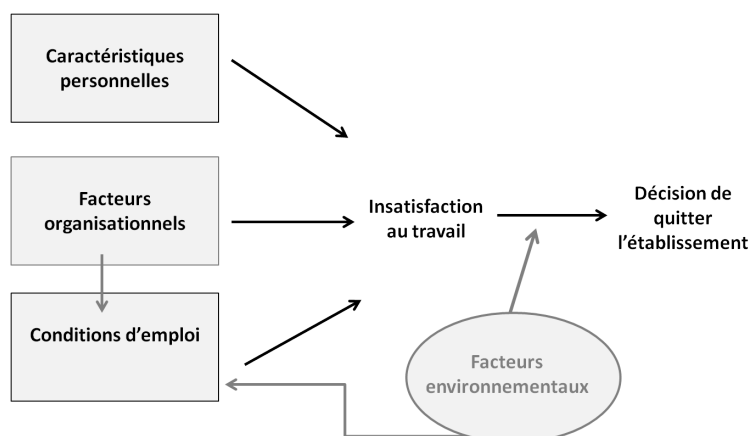 Caractéristiques
personnelles
Facteurs
organisationnels
Conditions d’emploi
Insatisfaction
au travail
Décision de
quitter
l’établissement
Facteurs
environnementaux